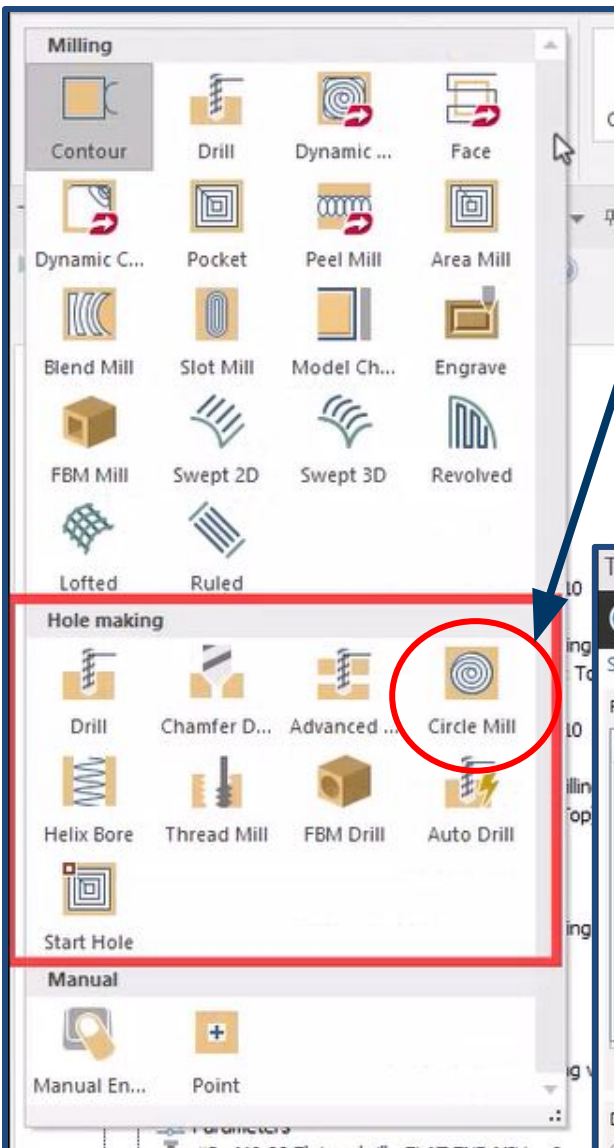 Milling
Contour Drill Dynamic ... Face
Dynamic C... Pocket Peel Mill Area Mill
Blend Mill Slot Mill Model Ch... Engrave
FBM Mill Swept 2D Swept 3D Revolved
Lofted Ruled
Hole making
Drill Chamfer D... Advanced ... Circle Mill
Helix Bore Thread Mill FBM Drill Auto Drill
Start Hole
Manual
Manual En... Point
Parameters